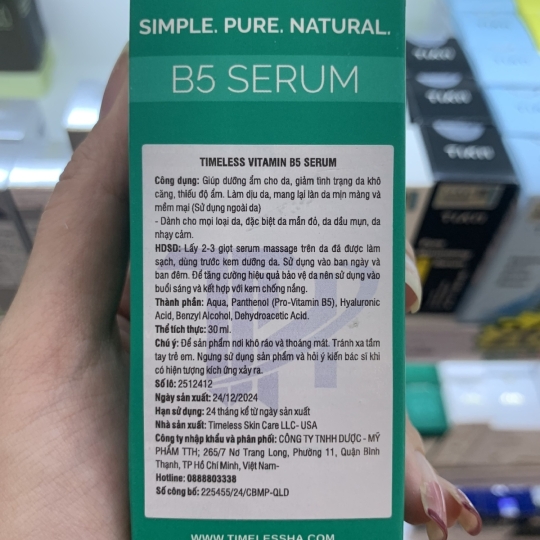 SIMPLE. PURE. NATURAL.
B5 SERUM
TIMELESS VITAMIN B5 SERUM
Công dụng: Giúp dưỡng ẩm cho da, giảm tình trạng da khô
căng, thiếu độ ẩm. Làm dịu da, mang lại làn da mịn màng và
mềm mại (Sử dụng ngoài da)
- Dành cho mọi loại da, đặc biệt da mẩn đỏ, da dầu mụn, da
nhạy cảm.
HDSD: Lấy 2-3 giọt serum massage trên da đã được làm
sạch, dùng trước kem dưỡng da. Sử dụng vào ban ngày và
ban đêm. Để tăng cường hiệu quả bảo vệ da nên sử dụng vào
buổi sáng và kết hợp với kem chống nắng.
Thành phần: Aqua, Panthenol (Pro-Vitamin B5), Hyaluronic
Acid, Benzyl Alcohol, Dehydroacetic Acid.
Thể tích thực: 30 ml.
Chú ý: Để sản phẩm nơi khô ráo và thoáng mát. Tránh xa tầm
tay trẻ em. Ngưng sử dụng sản phẩm và hỏi ý kiến bác sĩ khi
có hiện tượng kích ứng xảy ra.
Số lô: 2512412
Ngày sản xuất: 24/12/2024
Hạn sử dụng: 24 tháng kể từ ngày sản xuất
Nhà sản xuất: Timeless Skin Care LLC- USA
Công ty nhập khẩu và phân phối: CÔNG TY TNHH DƯỢC - MỸ
PHẨM TTH; 265/7 Nơ Trang Long, Phường 11, Quận Bình
Thạnh, TP Hồ Chí Minh, Việt Nam-
Hotline: 0888803338
Số công bố: 225455/24/CBMP-QLD
WWW.TIMELESSHA.COM